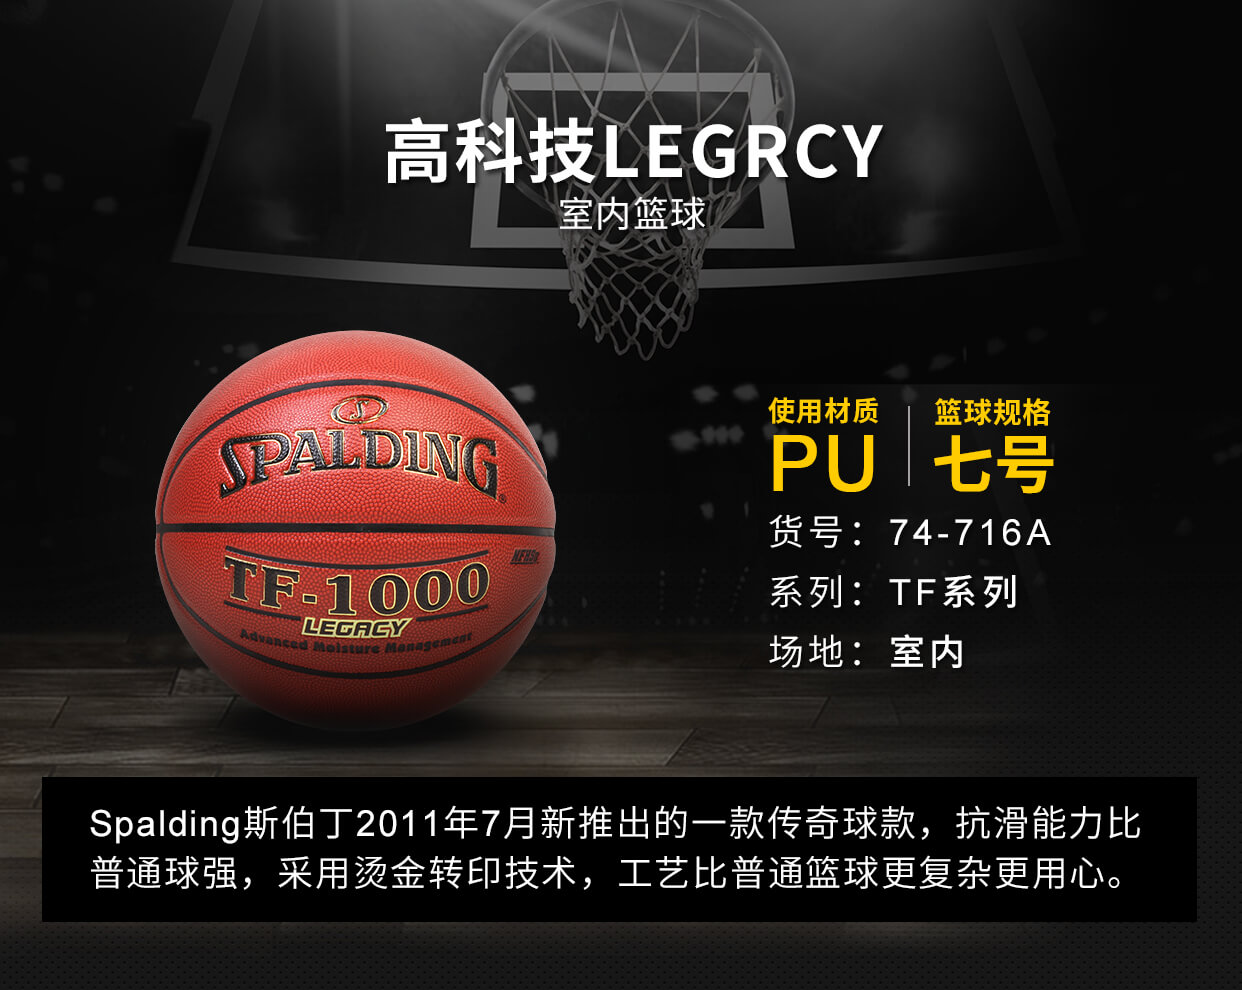 高科技LEGRCY
室内篮球
SPALDING
NFHS
TF-1000
LEGACY
Advanced Moisture Management
使用材质
PU
篮球规格
七号
货号：74-716A
系列：TF系列
场地：室内
Spalding斯伯丁2011年7月新推出的一款传奇球款，抗滑能力比
普通球强，采用烫金转印技术，工艺比普通篮球更复杂更用心。